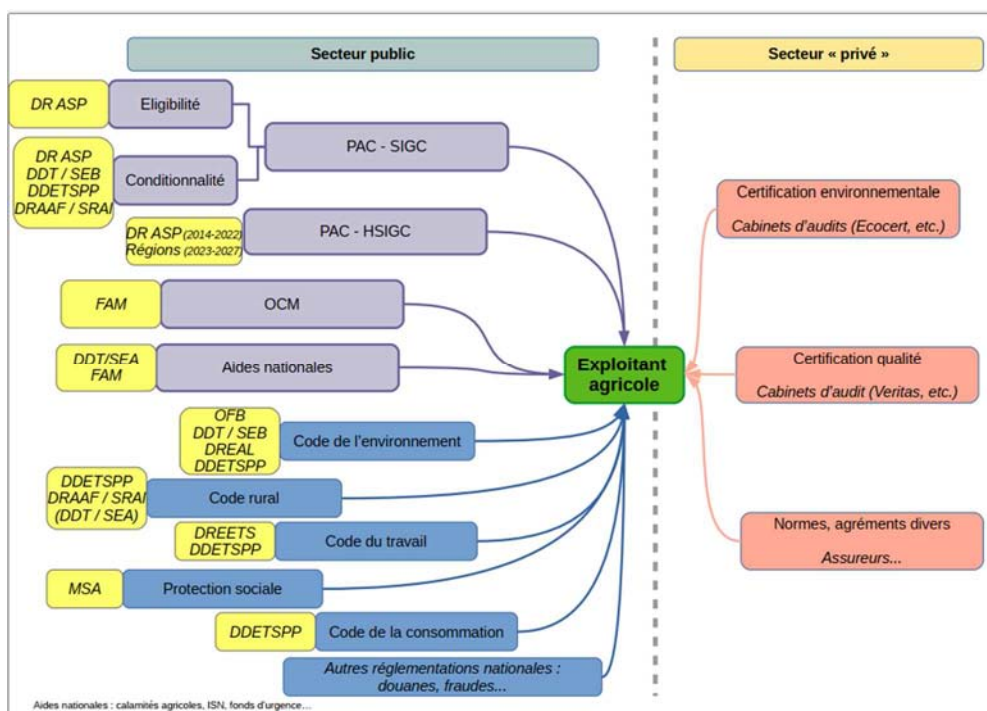 Secteur public
Secteur « privé »
DR ASP
Eligibilité
DR ASP
DDT / SEB
DDETSPP
DRAAF / SRAI
Conditionnalité
PAC - SIGC
DR ASP (2014-2022)
Régions (2023-2027)
PAC - HSIGC
FAM
OCM
DDT/SEA
FAM
Aides nationales
OFB
DDT / SEB
DREAL
DDETSPP
Code de l'environnement
DDETSPP
DRAAF / SRAI
(DDT / SEA)
Code rural
DREETS
DDETSPP
Code du travail
MSA
Protection sociale
DDETSPP
Code de la consommation
Autres réglementations nationales :
douanes, fraudes...
Exploitant
agricole
Certification environnementale
Cabinets d'audits (Ecocert, etc.)
Certification qualité
Cabinets d'audit (Veritas, etc.)
Normes, agréments divers
Assureurs...
Aides nationales : calamités agricoles, ISN, fonds d'urgence…